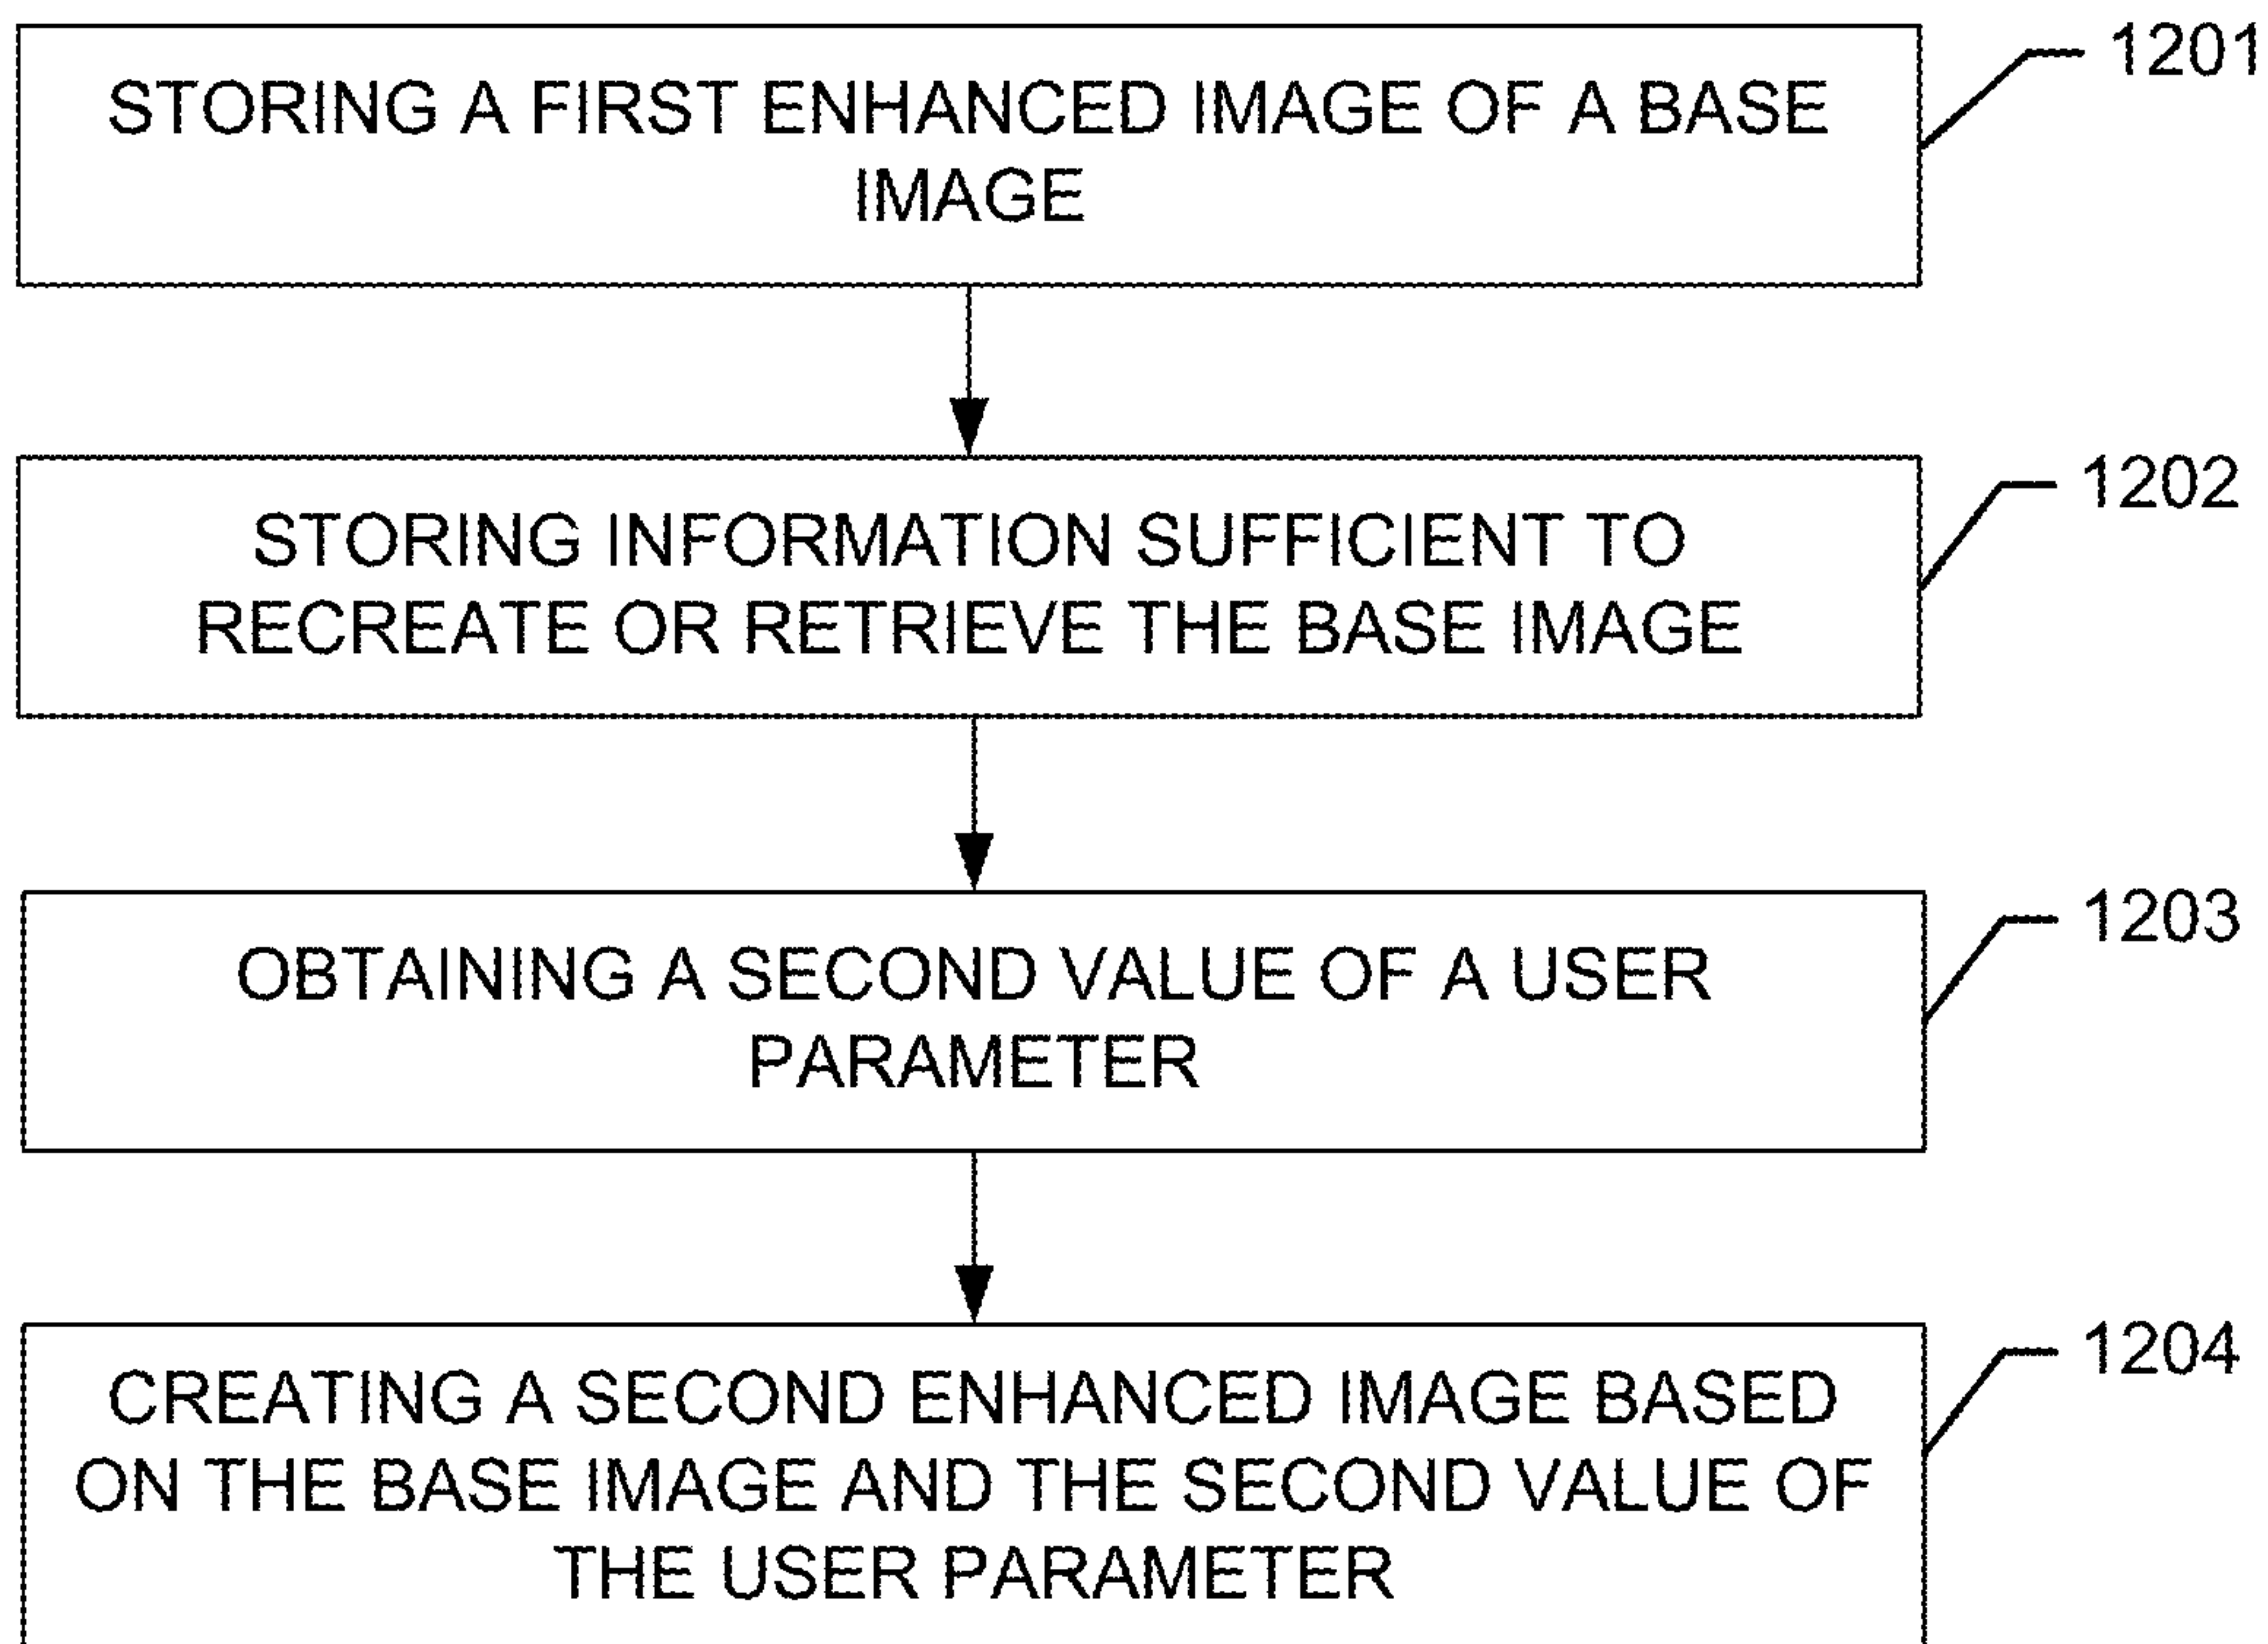 STORING A FIRST ENHANCED IMAGE OF A BASE
IMAGE
1201
STORING INFORMATION SUFFICIENT TO
RECREATE OR RETRIEVE THE BASE IMAGE
1202
OBTAINING A SECOND VALUE OF A USER
PARAMETER
1203
CREATING A SECOND ENHANCED IMAGE BASED
ON THE BASE IMAGE AND THE SECOND VALUE OF
THE USER PARAMETER
1204